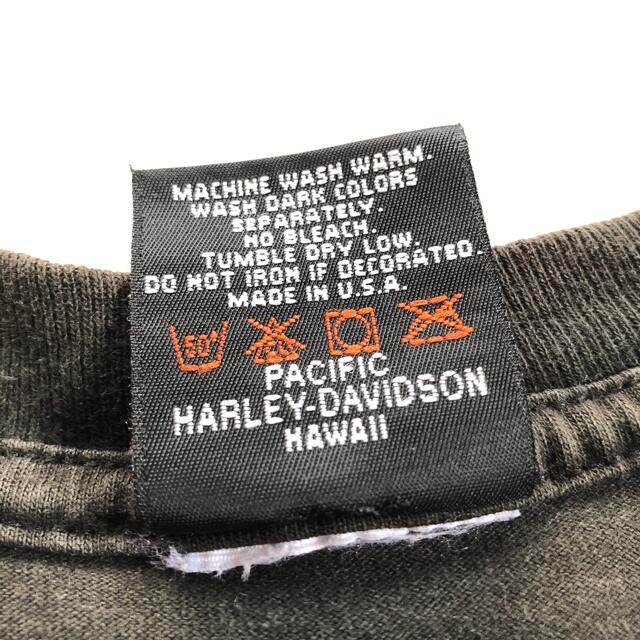 MACHINE WASH WARM.
WASH DARK COLORS
SEPARATELY.
NO BLEACH.
TUMBLE DRY LOW.
DO NOT IRON IF DECORATED.
MADE IN U.S.A.
50°
PACIFIC
HARLEY-DAVIDSON
HAWAII